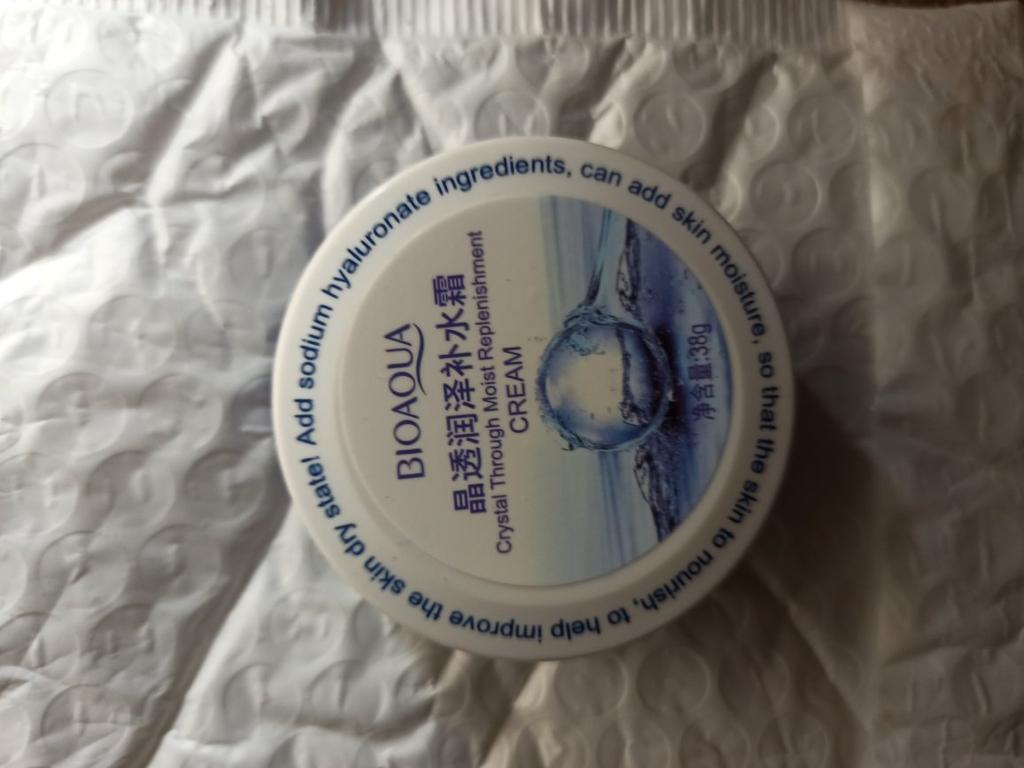 BIOAQUA
晶透润泽补水霜
Crystal Through Moist Replenishment
CREAM
净含量:38g
Add sodium hyaluronate ingredients, can add skin moisture, so that the skin to nourish, to help improve the skin dry state!